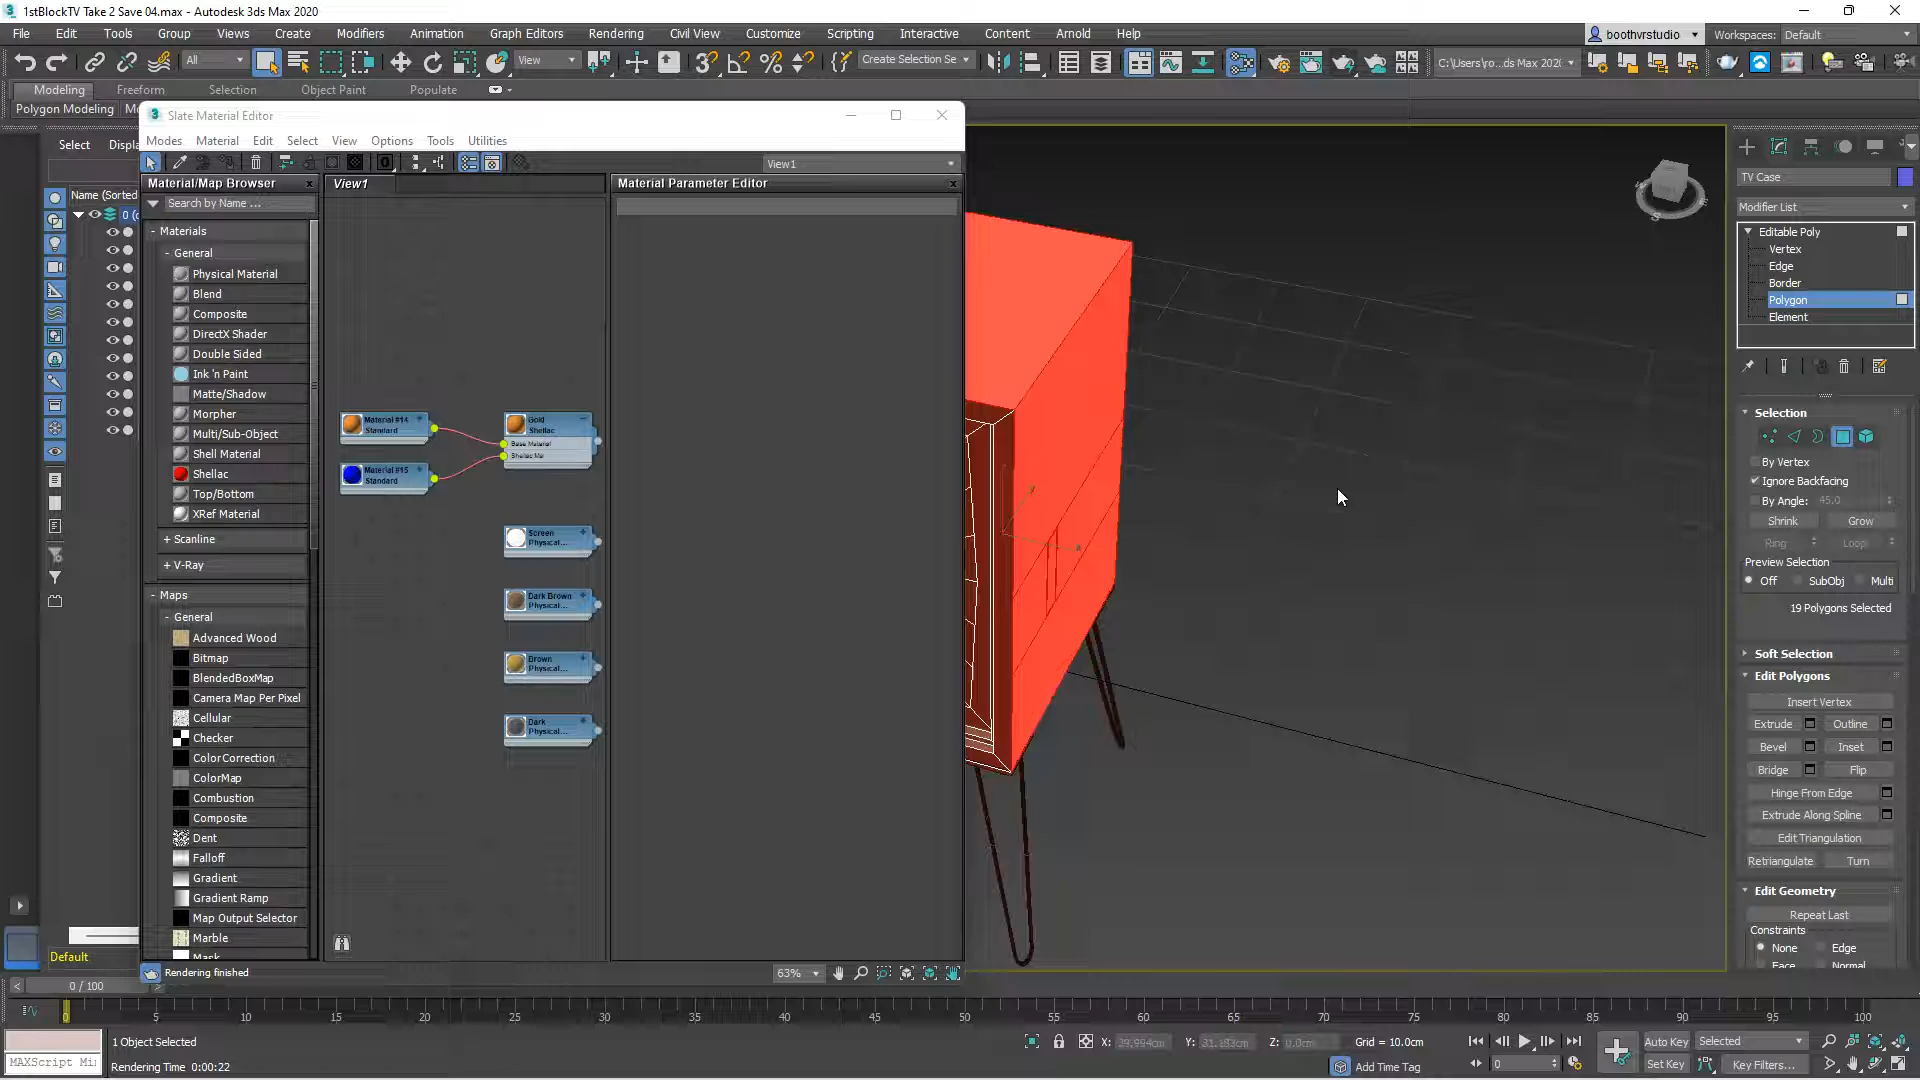 1stBlockTV Take 2 Save 04.max - Autodesk 3ds Max 2020
File Edit Tools Group Views Create Modifiers Animation Graph Editors Rendering Civil View Customize Scripting Interactive Content Arnold Help
boothvrstudio Workspaces: Default
All View Create Selection Se C:\Users\ro...ds Max 202(
Modeling Freeform Selection Object Paint Populate
Polygon Modeling
Slate Material Editor
Modes Material Edit Select View Options Tools Utilities
Select Displa
View1
Material/Map Browser
View1
Material Parameter Editor
Name (Sorted
Search by Name ...
0 (d
- Materials
- General
Physical Material
Blend
Composite
DirectX Shader
Double Sided
Ink 'n Paint
Matte/Shadow
Morpher
Multi/Sub-Object
Shell Material
Shellac
Top/Bottom
XRef Material
+ Scanline
+ V-Ray
- Maps
- General
Advanced Wood
Bitmap
BlendedBoxMap
Camera Map Per Pixel
Cellular
Checker
ColorCorrection
ColorMap
Combustion
Composite
Dent
Falloff
Gradient
Gradient Ramp
Map Output Selector
Marble
Mask
Material #14
Standard
Material #15
Standard
Gold
Shellac
Base Material
Shellac Mat
Screen
Physical...
Dark Brown
Physical...
Brown
Physical...
Dark
Physical...
Rendering finished
63%
TV Case
Modifier List
Editable Poly
Vertex
Edge
Border
Polygon
Element
Selection
By Vertex
Ignore Backfacing
By Angle: 45.0
Shrink Grow
Ring Loop
Preview Selection
Off SubObj Multi
19 Polygons Selected
Soft Selection
Edit Polygons
Insert Vertex
Extrude Outline
Bevel Inset
Bridge Flip
Hinge From Edge
Extrude Along Spline
Edit Triangulation
Retriangulate Turn
Edit Geometry
Repeat Last
Constraints
None Edge
Face Normal
Default
0 / 100
0 5 10 15 20 25 30 35 40 45 50 55 60 65 70 75 80 85 90 95 100
1 Object Selected
X: 39.994cm Y: 31.193cm Z: 0.0cm Grid = 10.0cm
Auto Key Selected
MAXScript Mi
Rendering Time 0:00:22
Add Time Tag
0
Set Key Key Filters...